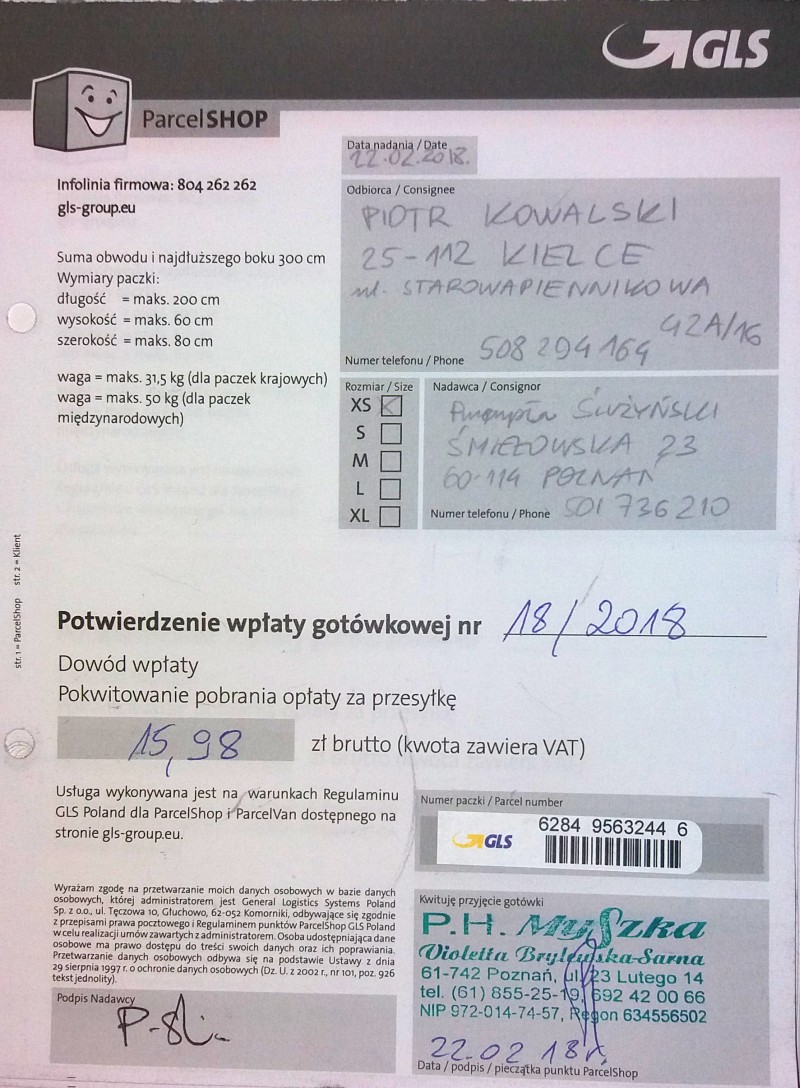 GLS
ParcelSHOP
Data nadania / Date
22.02.2018.
Infolinia firmowa: 804 262 262
gls-group.eu
Odbiorca / Consignee
PIOTR KOWALSKI
25-112 KIELCE
ul. STAROWAPIENNIKOWA
42A/16
Numer telefonu / Phone 508 294 164
Suma obwodu i najdłuższego boku 300 cm
Wymiary paczki:
długość = maks. 200 cm
wysokość = maks. 60 cm
szerokość = maks. 80 cm
waga = maks. 31,5 kg (dla paczek krajowych)
waga = maks. 50 kg (dla paczek
międzynarodowych)
Rozmiar / Size
XS
S
M
L
XL
Nadawca / Consignor
23
60-114 POZNAŃ
Numer telefonu / Phone 501 736 210
str. 1 = ParcelShop str. 2 = Klient
Potwierdzenie wpłaty gotówkowej nr 18/2018
Dowód wpłaty
Pokwitowanie pobrania opłaty za przesyłkę
15,98 zł brutto (kwota zawiera VAT)
Usługa wykonywana jest na warunkach Regulaminu
GLS Poland dla ParcelShop i ParcelVan dostępnego na
stronie gls-group.eu.
Numer paczki / Parcel number
GLS
6284 9563244 6
Wyrażam zgodę na przetwarzanie moich danych osobowych w bazie danych
osobowych, której administratorem jest General Logistics Systems Poland
Sp. z o.o., ul. Tęczowa 10, Głuchowo, 62-052 Komorniki, odbywające się zgodnie
z przepisami prawa pocztowego i Regulaminem punktów ParcelShop GLS Poland
w celu realizacji umów zawartych z administratorem. Osoba udostępniająca dane
osobowe ma prawo dostępu do treści swoich danych oraz ich poprawiania.
Przetwarzanie danych osobowych odbywa się na podstawie Ustawy z dnia
29 sierpnia 1997 r. o ochronie danych osobowych (Dz. U. z 2002 r., nr 101, poz. 926
tekst jednolity).
Podpis Nadawcy
Kwituję przyjęcie gotówki
P.H. Myszka
Violetta Brylewska-Sarna
61-742 Poznań, ul. 23 Lutego 14
tel. (61) 855-25-19, 692 42 00 66
NIP 972-014-74-57, Regon 634556502
22.02 18r.
Data / podpis / pieczątka punktu ParcelShop